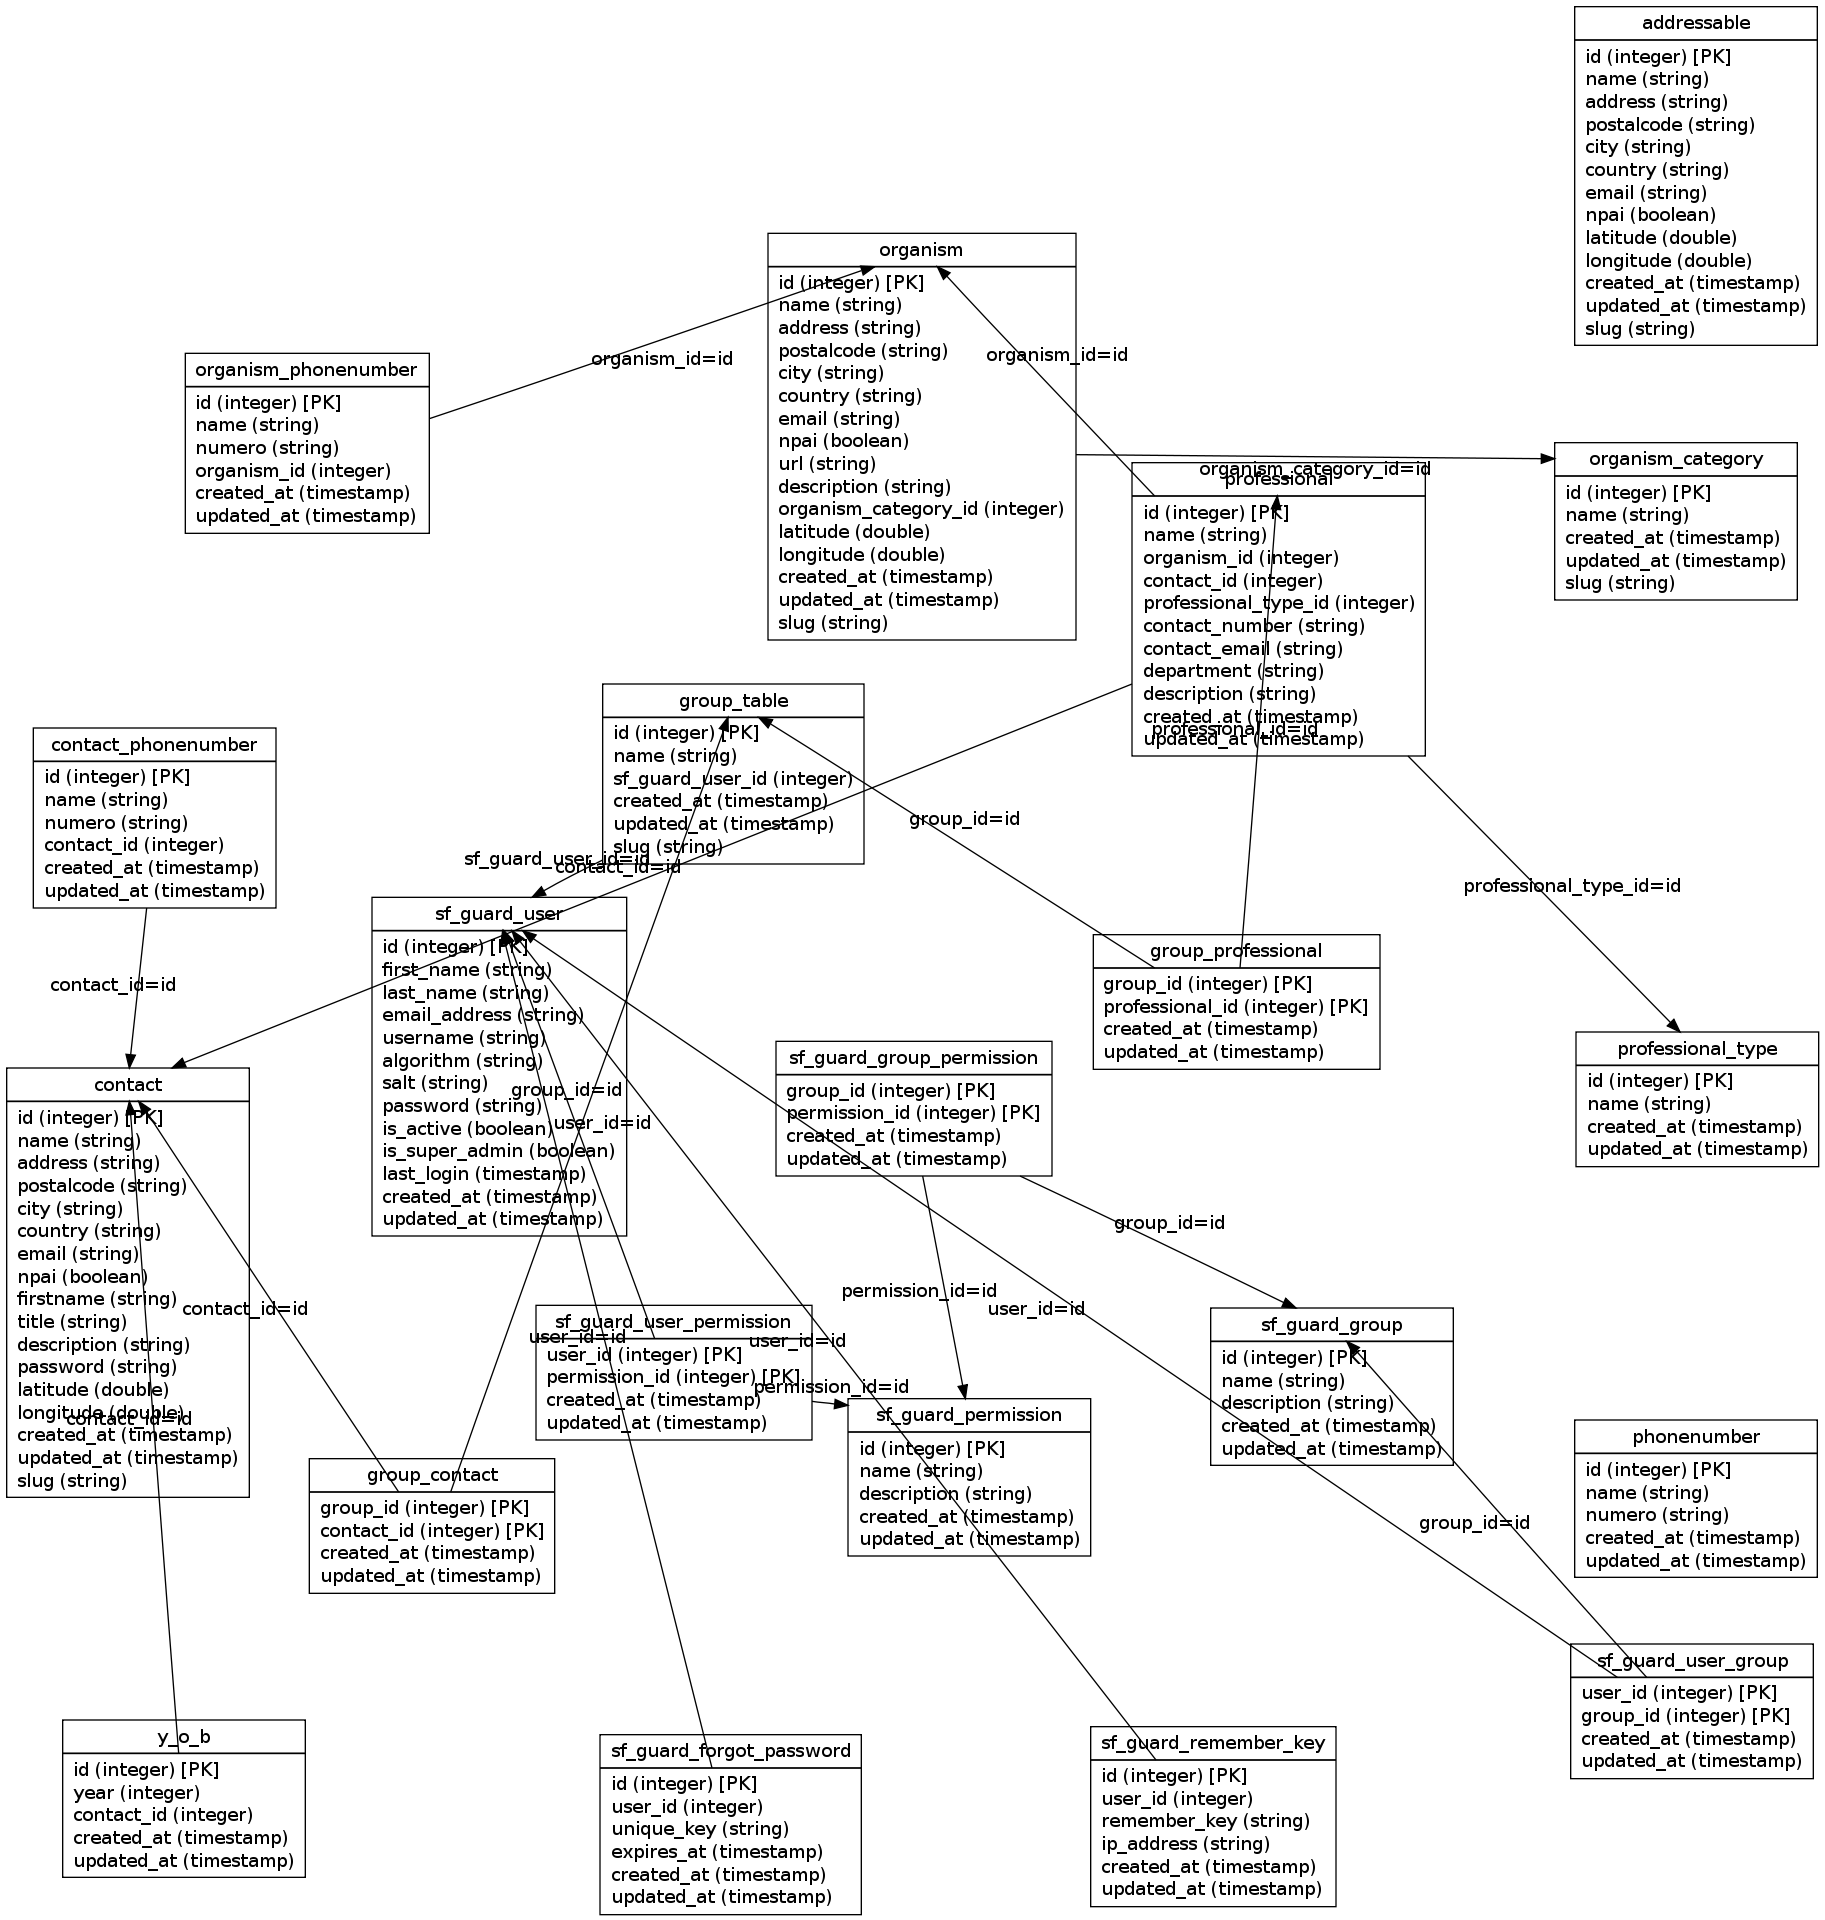 addressable
id (integer) [PK]
name (string)
address (string)
postalcode (string)
city (string)
country (string)
email (string)
npai (boolean)
latitude (double)
longitude (double)
created_at (timestamp)
updated_at (timestamp)
slug (string)
organism
id (integer) [PK]
name (string)
address (string)
postalcode (string)
city (string)
country (string)
email (string)
npai (boolean)
url (string)
description (string)
organism_category_id (integer)
latitude (double)
longitude (double)
created_at (timestamp)
updated_at (timestamp)
slug (string)
organism_phonenumber
id (integer) [PK]
name (string)
numero (string)
organism_id (integer)
created_at (timestamp)
updated_at (timestamp)
organism_id=id
organism_id=id
organism_category_id=id
organism_category
id (integer) [PK]
name (string)
created_at (timestamp)
updated_at (timestamp)
slug (string)
professional
id (integer) [PK]
name (string)
organism_id (integer)
contact_id (integer)
professional_type_id (integer)
contact_number (string)
contact_email (string)
department (string)
description (string)
created_at (timestamp)
updated_at (timestamp)
professional_id=id
group_table
id (integer) [PK]
name (string)
sf_guard_user_id (integer)
created_at (timestamp)
updated_at (timestamp)
slug (string)
contact_phonenumber
id (integer) [PK]
name (string)
numero (string)
contact_id (integer)
created_at (timestamp)
updated_at (timestamp)
group_id=id
sf_guard_user_id=id
contact_id=id
professional_type_id=id
contact_id=id
sf_guard_user
id (integer) [PK]
first_name (string)
last_name (string)
email_address (string)
username (string)
algorithm (string)
salt (string)
password (string)
is_active (boolean)
is_super_admin (boolean)
last_login (timestamp)
created_at (timestamp)
updated_at (timestamp)
group_id=id
user_id=id
group_professional
group_id (integer) [PK]
professional_id (integer) [PK]
created_at (timestamp)
updated_at (timestamp)
sf_guard_group_permission
group_id (integer) [PK]
permission_id (integer) [PK]
created_at (timestamp)
updated_at (timestamp)
professional_type
id (integer) [PK]
name (string)
created_at (timestamp)
updated_at (timestamp)
contact
id (integer) [PK]
name (string)
address (string)
postalcode (string)
city (string)
country (string)
email (string)
npai (boolean)
firstname (string)
title (string)
description (string)
password (string)
latitude (double)
longitude (double)
created_at (timestamp)
updated_at (timestamp)
slug (string)
contact_id=id
contact_id=id
group_id=id
permission_id=id
user_id=id
user_id=id
user_id=id
permission_id=id
sf_guard_user_permission
user_id (integer) [PK]
permission_id (integer) [PK]
created_at (timestamp)
updated_at (timestamp)
sf_guard_group
id (integer) [PK]
name (string)
description (string)
created_at (timestamp)
updated_at (timestamp)
sf_guard_permission
id (integer) [PK]
name (string)
description (string)
created_at (timestamp)
updated_at (timestamp)
phonenumber
id (integer) [PK]
name (string)
numero (string)
created_at (timestamp)
updated_at (timestamp)
group_contact
group_id (integer) [PK]
contact_id (integer) [PK]
created_at (timestamp)
updated_at (timestamp)
group_id=id
sf_guard_user_group
user_id (integer) [PK]
group_id (integer) [PK]
created_at (timestamp)
updated_at (timestamp)
y_o_b
id (integer) [PK]
year (integer)
contact_id (integer)
created_at (timestamp)
updated_at (timestamp)
sf_guard_forgot_password
id (integer) [PK]
user_id (integer)
unique_key (string)
expires_at (timestamp)
created_at (timestamp)
updated_at (timestamp)
sf_guard_remember_key
id (integer) [PK]
user_id (integer)
remember_key (string)
ip_address (string)
created_at (timestamp)
updated_at (timestamp)